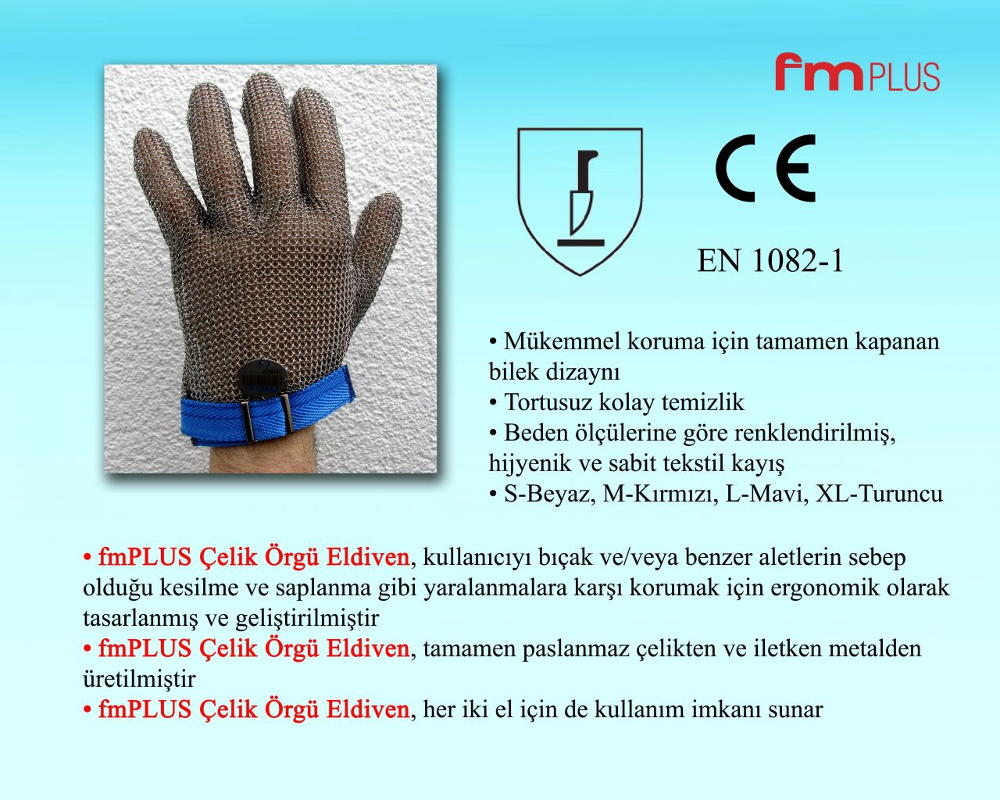 fm PLUS
CE
EN 1082-1
• Mükemmel koruma için tamamen kapanan
bilek dizaynı
• Tortusuz kolay temizlik
• Beden ölçülerine göre renklendirilmiş,
hijyenik ve sabit tekstil kayış
• S-Beyaz, M-Kırmızı, L-Mavi, XL-Turuncu
• fmPLUS Çelik Örgü Eldiven, kullanıcıyı bıçak ve/veya benzer aletlerin sebep
olduğu kesilme ve saplanma gibi yaralanmalara karşı korumak için ergonomik olarak
tasarlanmış ve geliştirilmiştir
• fmPLUS Çelik Örgü Eldiven, tamamen paslanmaz çelikten ve iletken metalden
üretilmiştir
• fmPLUS Çelik Örgü Eldiven, her iki el için de kullanım imkanı sunar